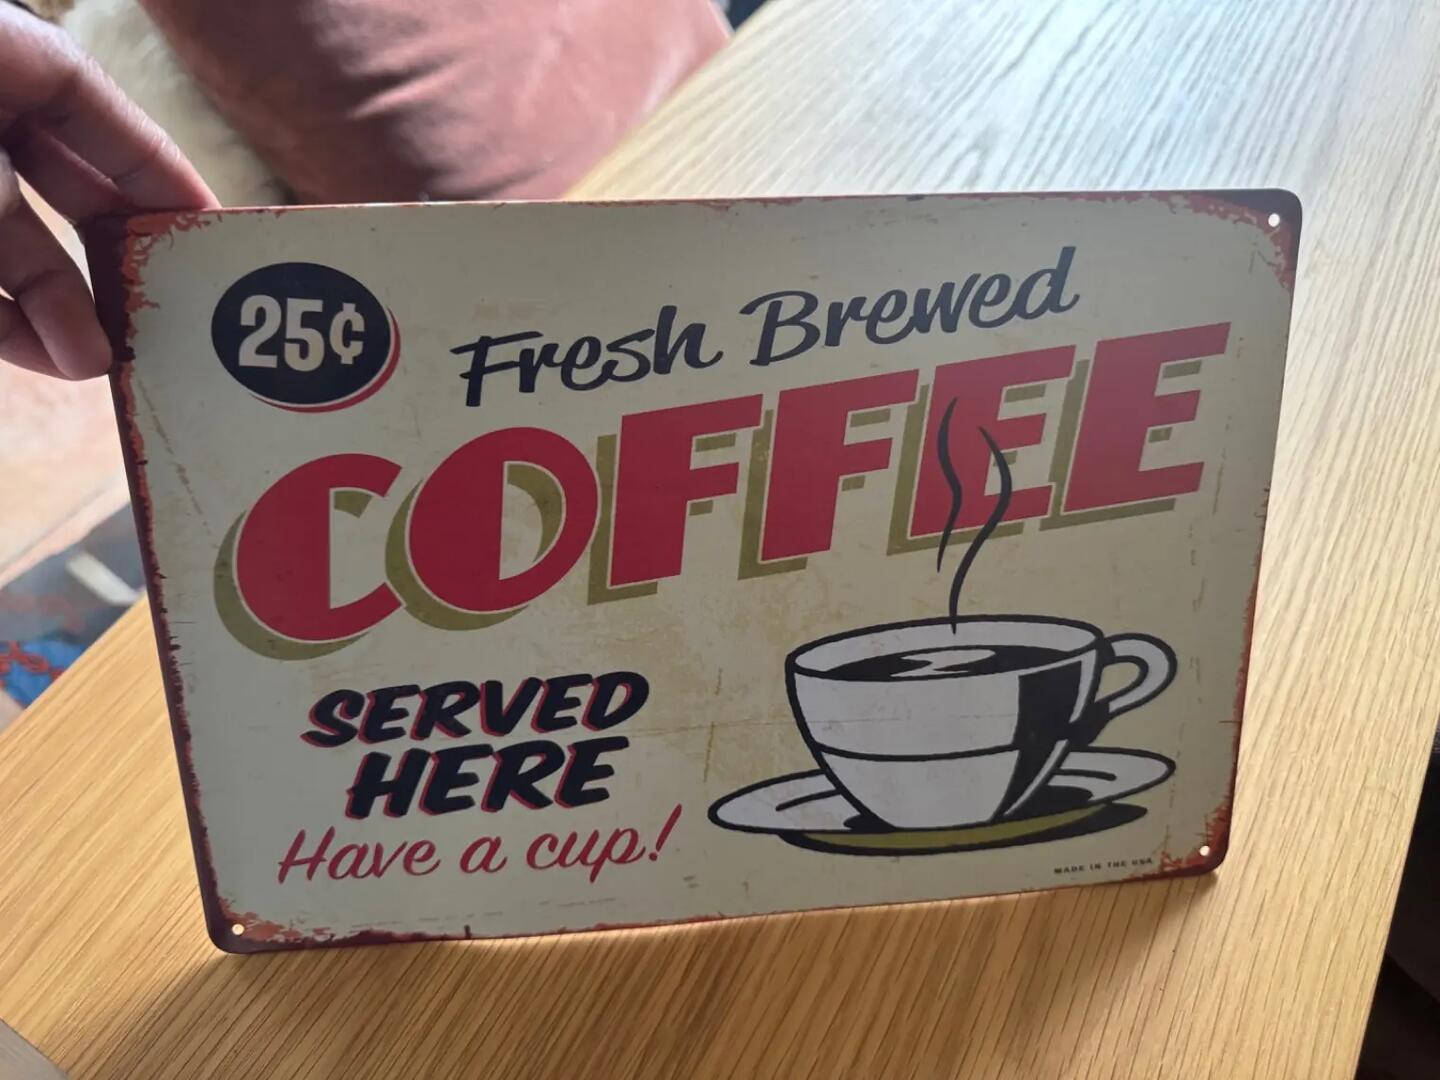 25¢
Fresh Brewed
COFFEE
SERVED
HERE
Have a cup!
MADE IN THE USA